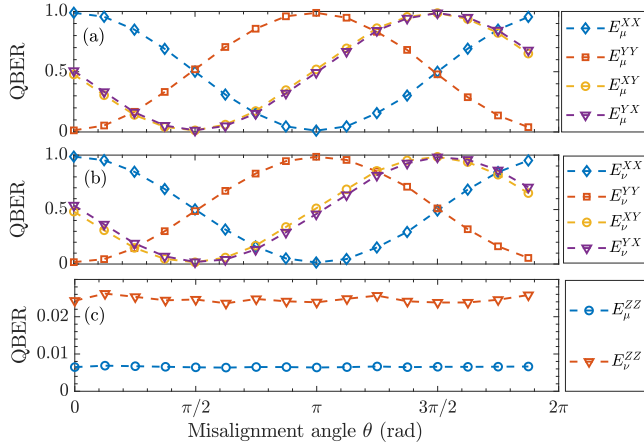 1.0
0.5
0
QBER
(a)
E_μ^{XX}
E_μ^{YY}
E_μ^{XY}
E_μ^{YX}
1.0
0.5
0
QBER
(b)
E_ν^{XX}
E_ν^{YY}
E_ν^{XY}
E_ν^{YX}
0.02
0.01
0
QBER
(c)
E_μ^{ZZ}
E_ν^{ZZ}
0 π/2 π 3π/2 2π
Misalignment angle θ (rad)